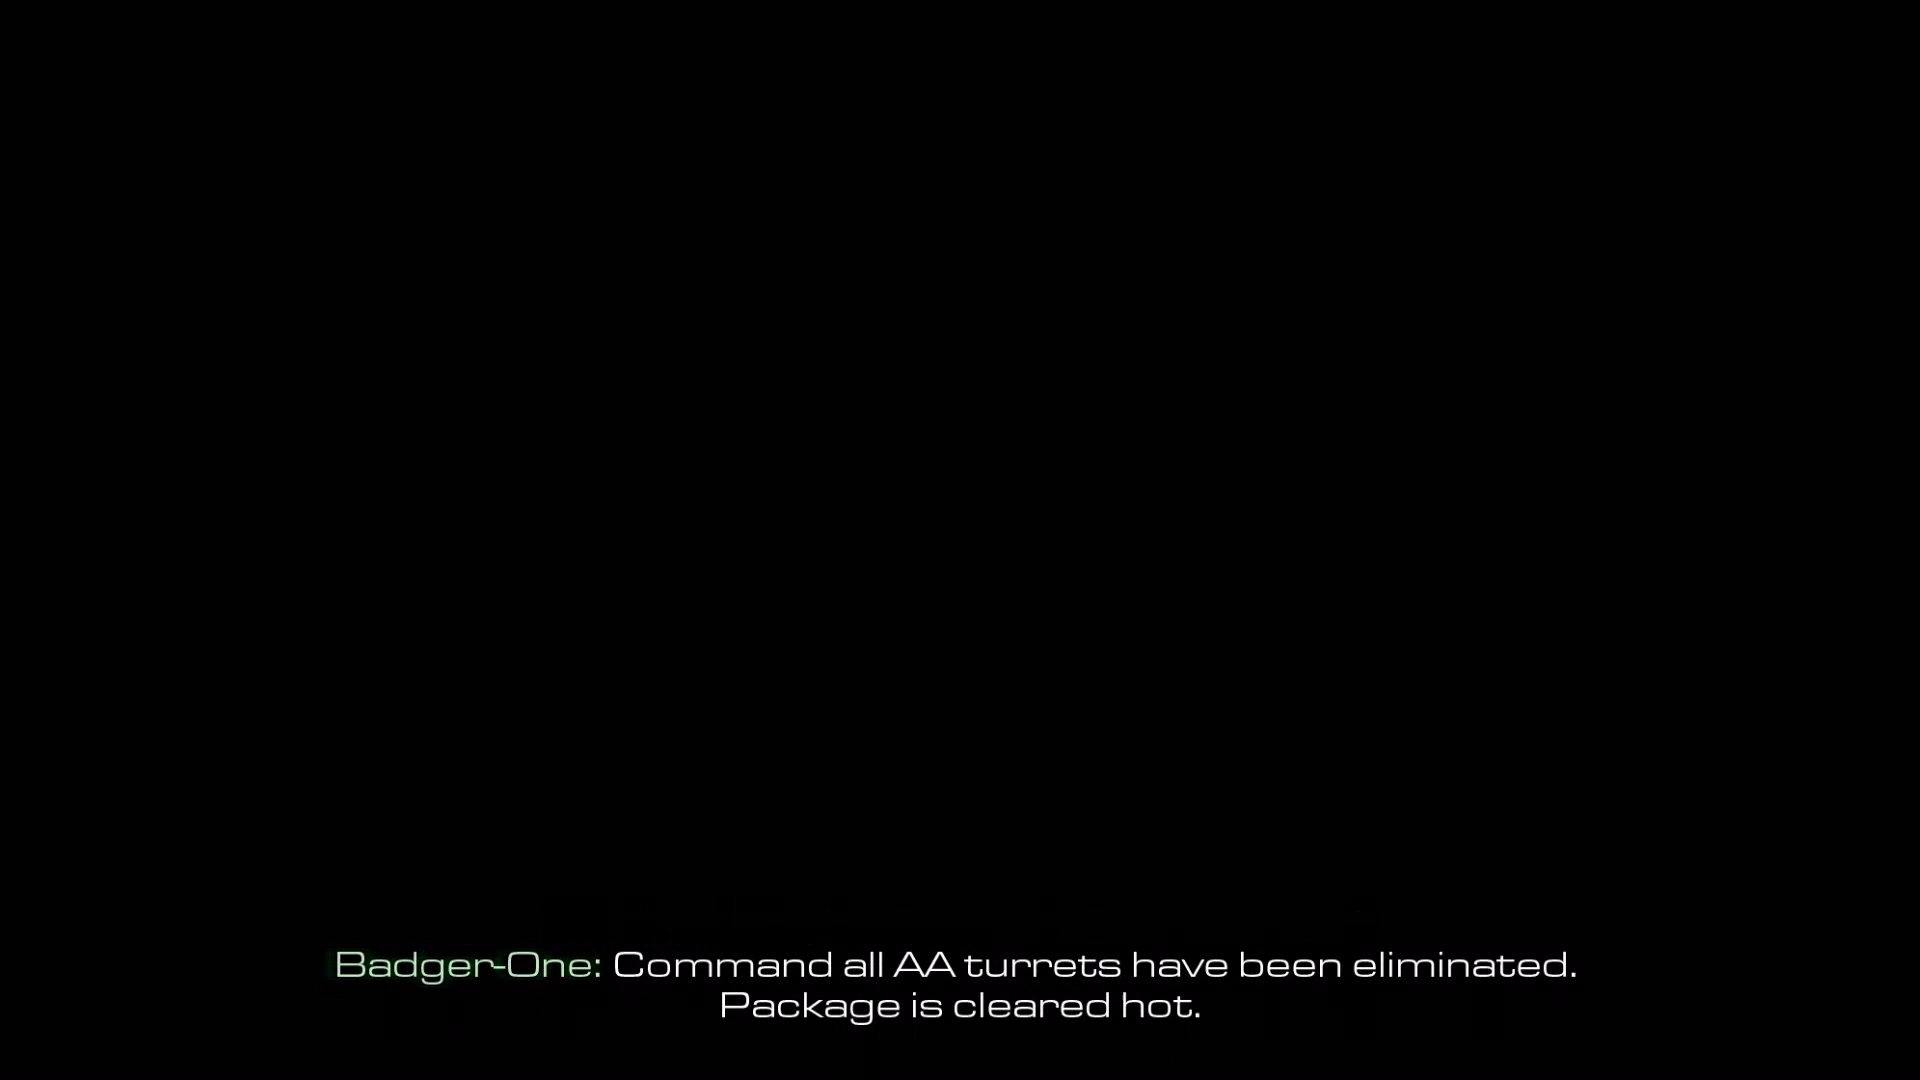 Badger-One: Command all AA turrets have been eliminated.
Package is cleared hot.